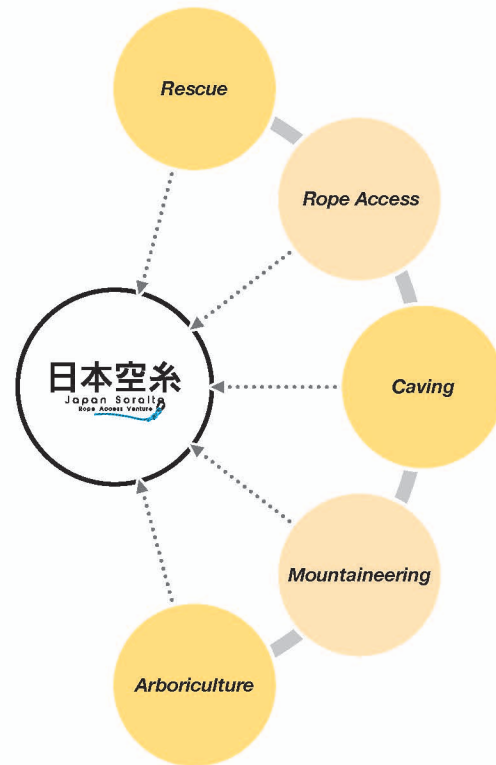 Rescue
Rope Access
Caving
日本空糸
Japan Soraito
Rope Access Venture
Mountaineering
Arboriculture